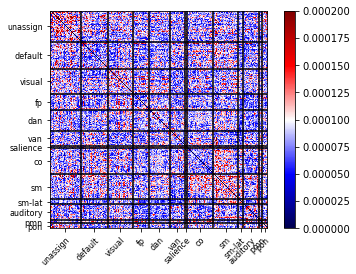 unassign
default
visual
fp
dan
van
salience
co
sm
sm-lat
auditory
pmn
pon
unassign
default
visual
fp
dan
van
salience
co
sm
sm-lat
auditory
0.000200
0.000175
0.000150
0.000125
0.000100
0.000075
0.000050
0.000025
0.000000